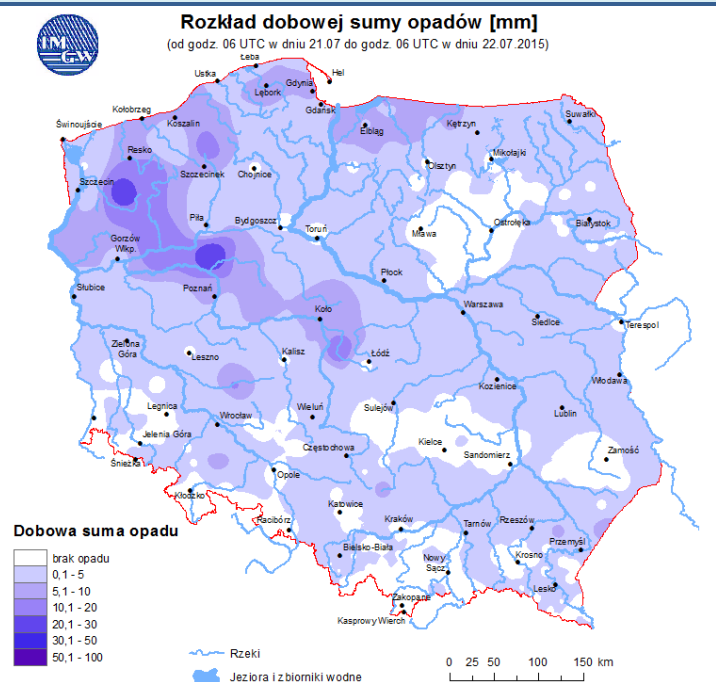 Rozkład dobowej sumy opadów [mm]
(od godz. 06 UTC w dniu 21.07 do godz. 06 UTC w dniu 22.07.2015)
IMGW
Łeba
Ustka
Hel
Lębork
Gdynia
Gdańsk
Kołobrzeg
Koszalin
Świnoujście
Elbląg
Kętrzyn
Suwałki
Resko
Szczecinek
Chojnice
Olsztyn
Mikołajki
Szczecin
Piła
Bydgoszcz
Toruń
Mława
Ostrołęka
Białystok
Gorzów
Wlkp.
Płock
Słubice
Poznań
Koło
Warszawa
Siedlce
Terespol
Zielona
Góra
Leszno
Kalisz
Łódź
Kozienice
Włodawa
Legnica
Wrocław
Wieluń
Sulejów
Lublin
Jelenia Góra
Częstochowa
Kielce
Sandomierz
Zamość
Śnieżka
Opole
Kłodzko
Katowice
Racibórz
Kraków
Tarnów
Rzeszów
Przemyśl
Bielsko-Biała
Nowy
Sącz
Krosno
Lesko
Zakopane
Kasprowy Wierch
Dobowa suma opadu
brak opadu
0,1 - 5
5,1 - 10
10,1 - 20
20,1 - 30
30,1 - 50
50,1 - 100
Rzeki
Jeziora i zbiorniki wodne
0 25 50 100 150 km